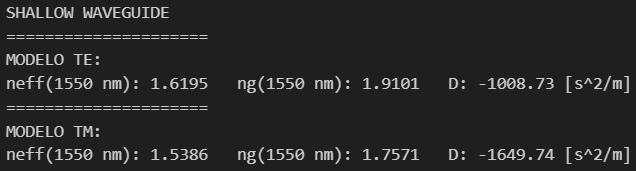 SHALLOW WAVEGUIDE
=====================
MODELO TE:
neff(1550 nm): 1.6195   ng(1550 nm): 1.9101   D: -1008.73 [s^2/m]
=====================
MODELO TM:
neff(1550 nm): 1.5386   ng(1550 nm): 1.7571   D: -1649.74 [s^2/m]